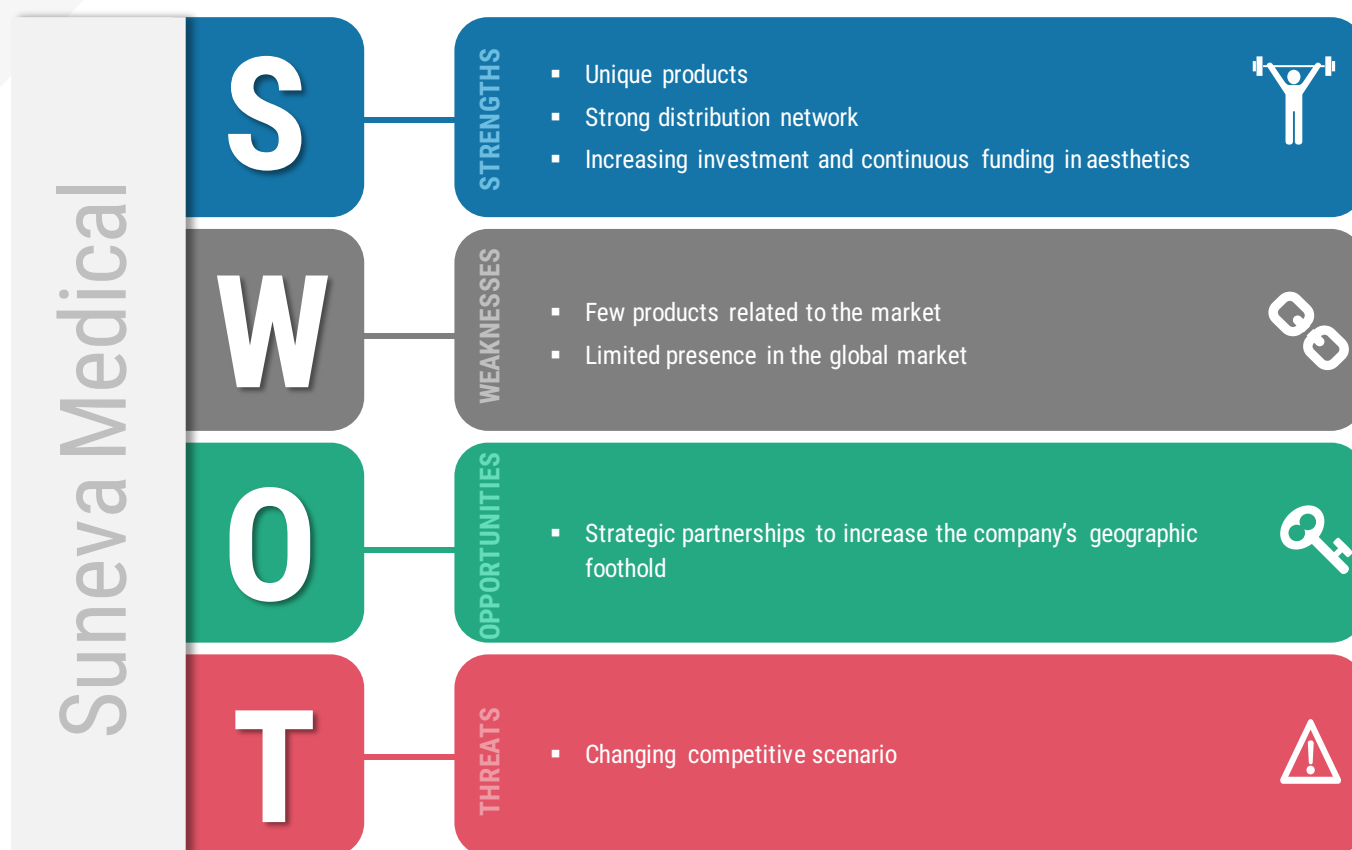 Suneva Medical
S
STRENGTHS
▪ Unique products
▪ Strong distribution network
▪ Increasing investment and continuous funding in aesthetics
W
WEAKNESSES
▪ Few products related to the market
▪ Limited presence in the global market
O
OPPORTUNITIES
▪ Strategic partnerships to increase the company’s geographic
foothold
T
THREATS
▪ Changing competitive scenario